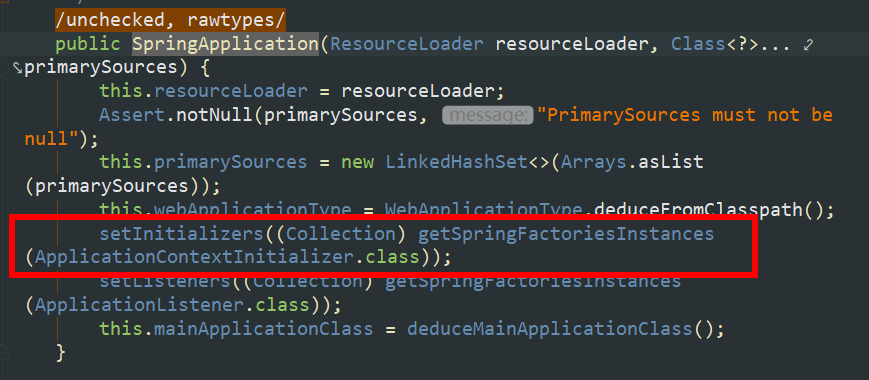 /unchecked, rawtypes/
public SpringApplication(ResourceLoader resourceLoader, Class<?>...
primarySources) {
this.resourceLoader = resourceLoader;
Assert.notNull(primarySources, message: "PrimarySources must not be
null");
this.primarySources = new LinkedHashSet<>(Arrays.asList
(primarySources));
this.webApplicationType = WebApplicationType.deduceFromClasspath();
setInitializers((Collection) getSpringFactoriesInstances
(ApplicationContextInitializer.class));
setListeners((Collection) getSpringFactoriesInstances
(ApplicationListener.class));
this.mainApplicationClass = deduceMainApplicationClass();
}